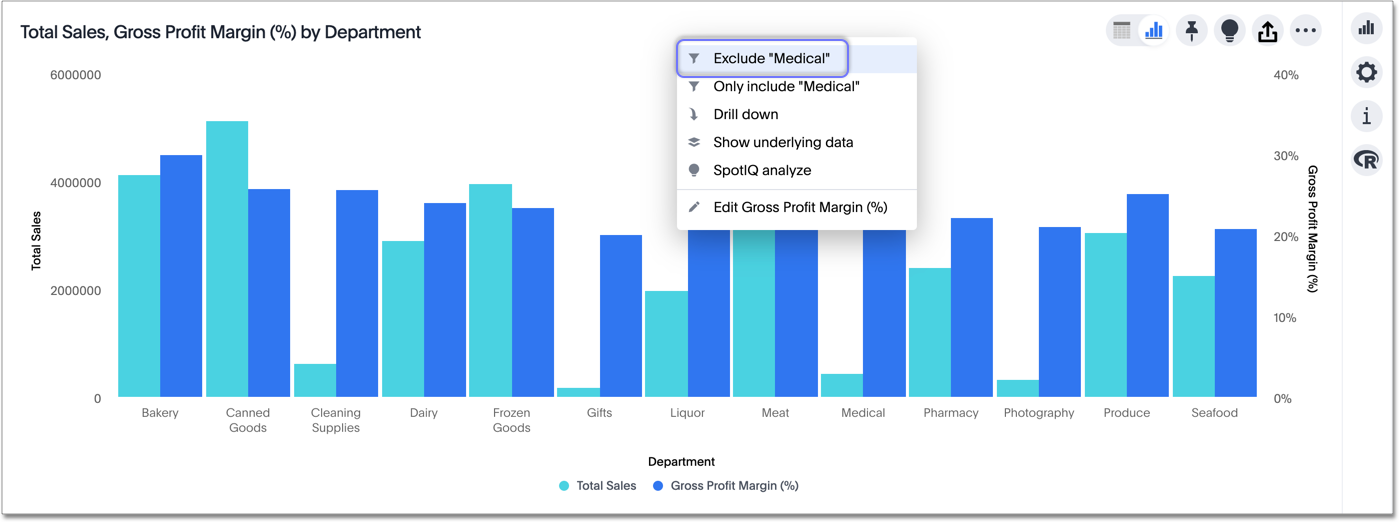 Total Sales, Gross Profit Margin (%) by Department
Exclude "Medical"
Only include "Medical"
Drill down
Show underlying data
SpotIQ analyze
Edit Gross Profit Margin (%)
i
R
6000000
4000000
2000000
0
Total Sales
40%
30%
20%
10%
0%
Gross Profit Margin (%)
Bakery
Canned
Goods
Cleaning
Supplies
Dairy
Frozen
Goods
Gifts
Liquor
Meat
Medical
Pharmacy
Photography
Produce
Seafood
Department
Total Sales
Gross Profit Margin (%)